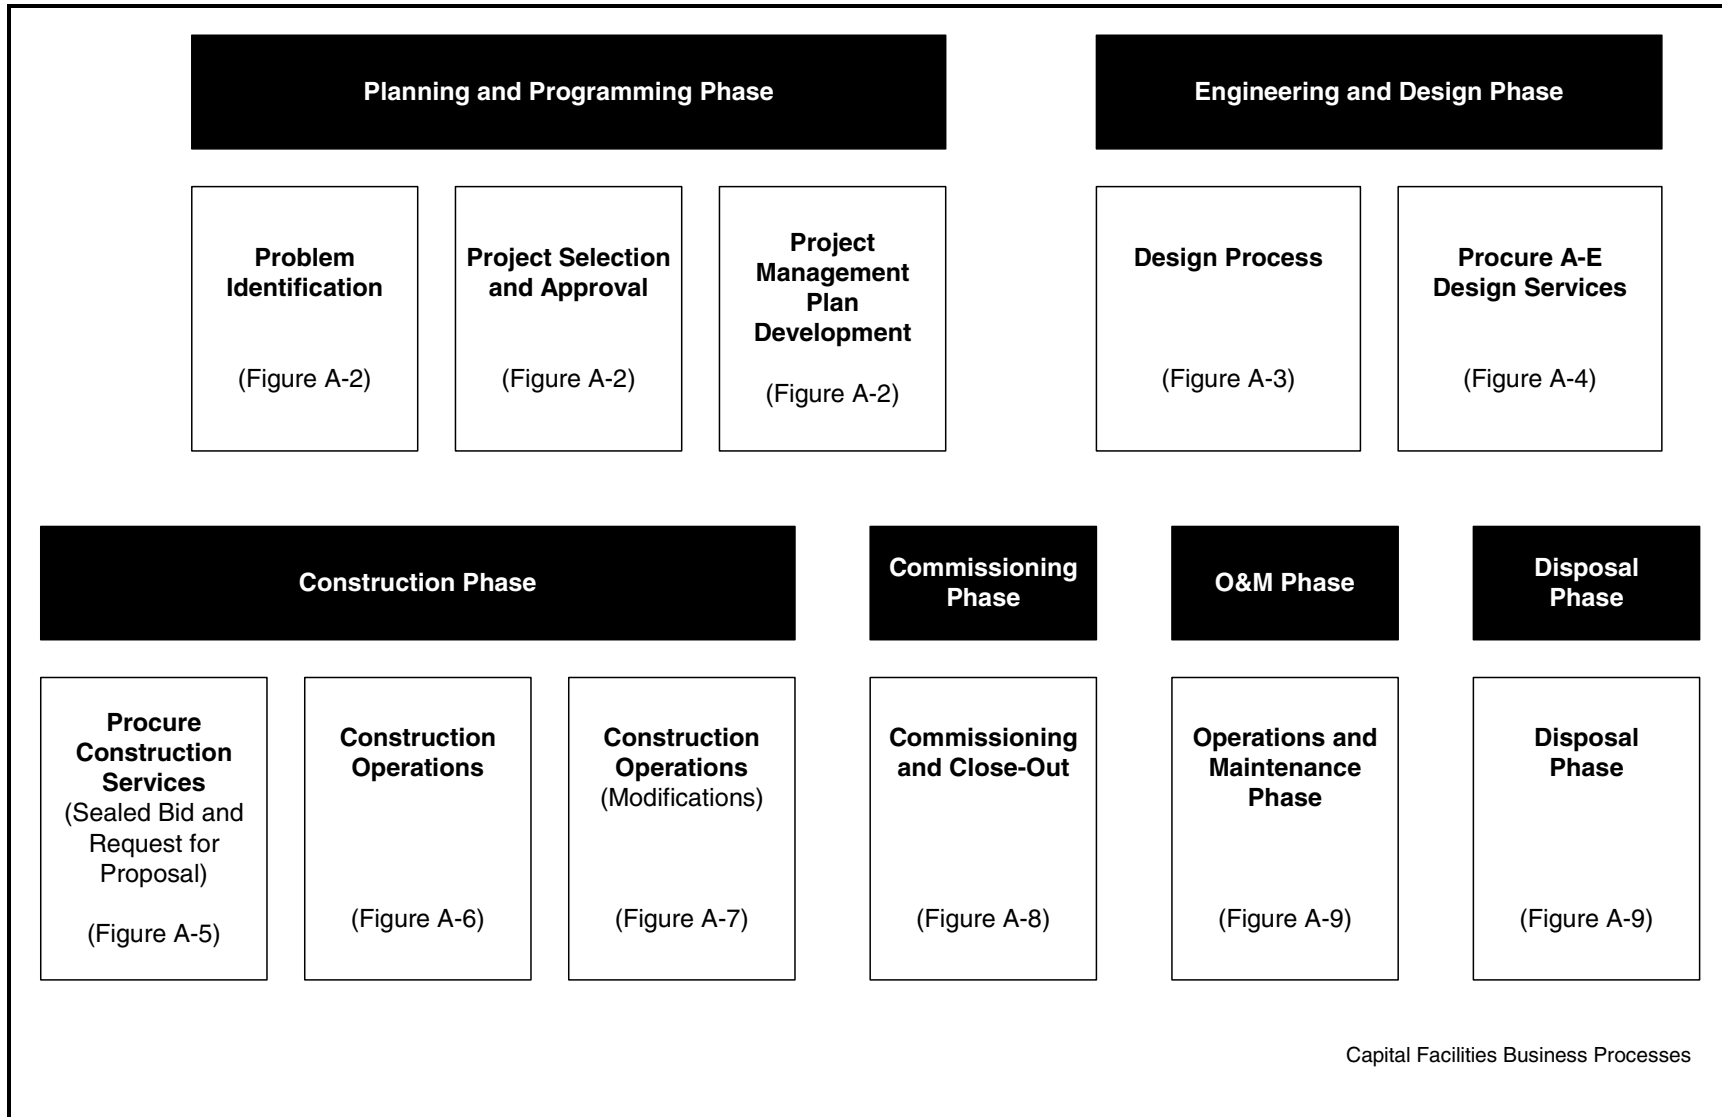 Planning and Programming Phase
Engineering and Design Phase
Problem
Identification
(Figure A-2)
Project Selection
and Approval
(Figure A-2)
Project
Management
Plan
Development
(Figure A-2)
Design Process
(Figure A-3)
Procure A-E
Design Services
(Figure A-4)
Construction Phase
Commissioning
Phase
O&M Phase
Disposal
Phase
Procure
Construction
Services
(Sealed Bid and
Request for
Proposal)
(Figure A-5)
Construction
Operations
(Figure A-6)
Construction
Operations
(Modifications)
(Figure A-7)
Commissioning
and Close-Out
(Figure A-8)
Operations and
Maintenance
Phase
(Figure A-9)
Disposal
Phase
(Figure A-9)
Capital Facilities Business Processes